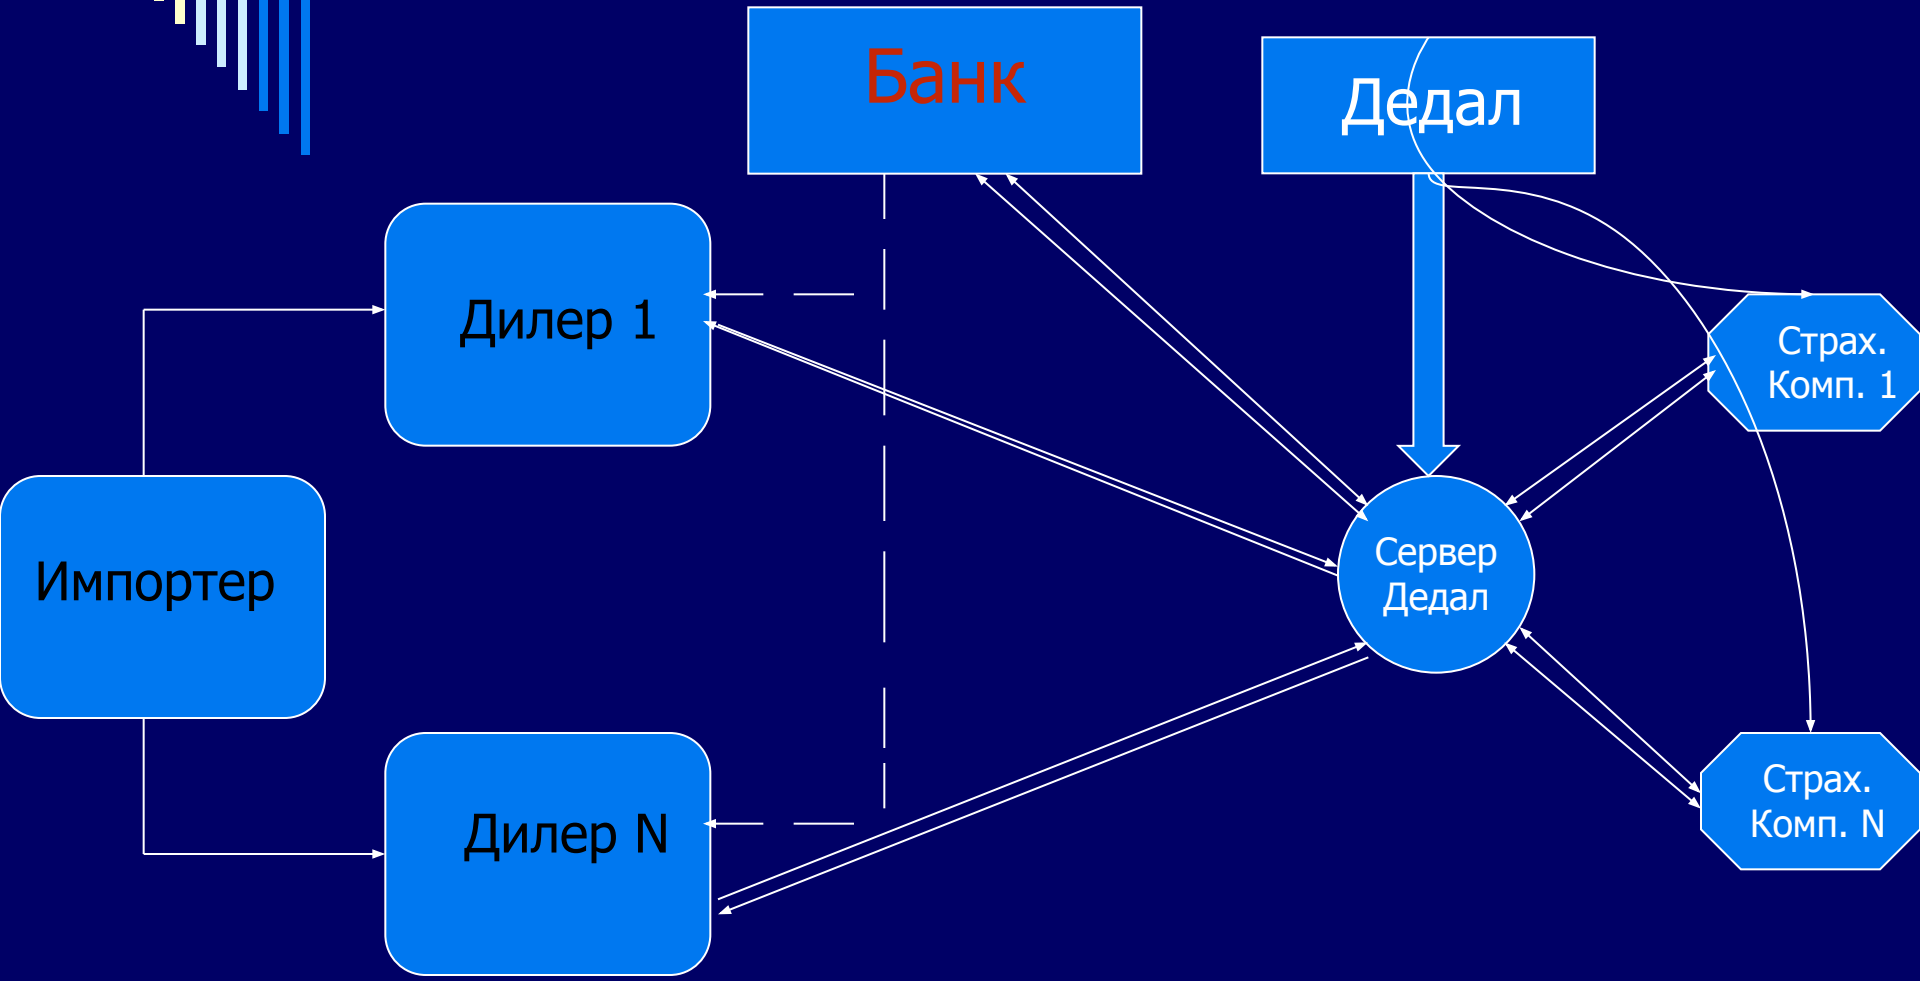 Банк
Дедал
Дилер 1
Страх.
Комп. 1
Импортер
Сервер
Дедал
Дилер N
Страх.
Комп. N